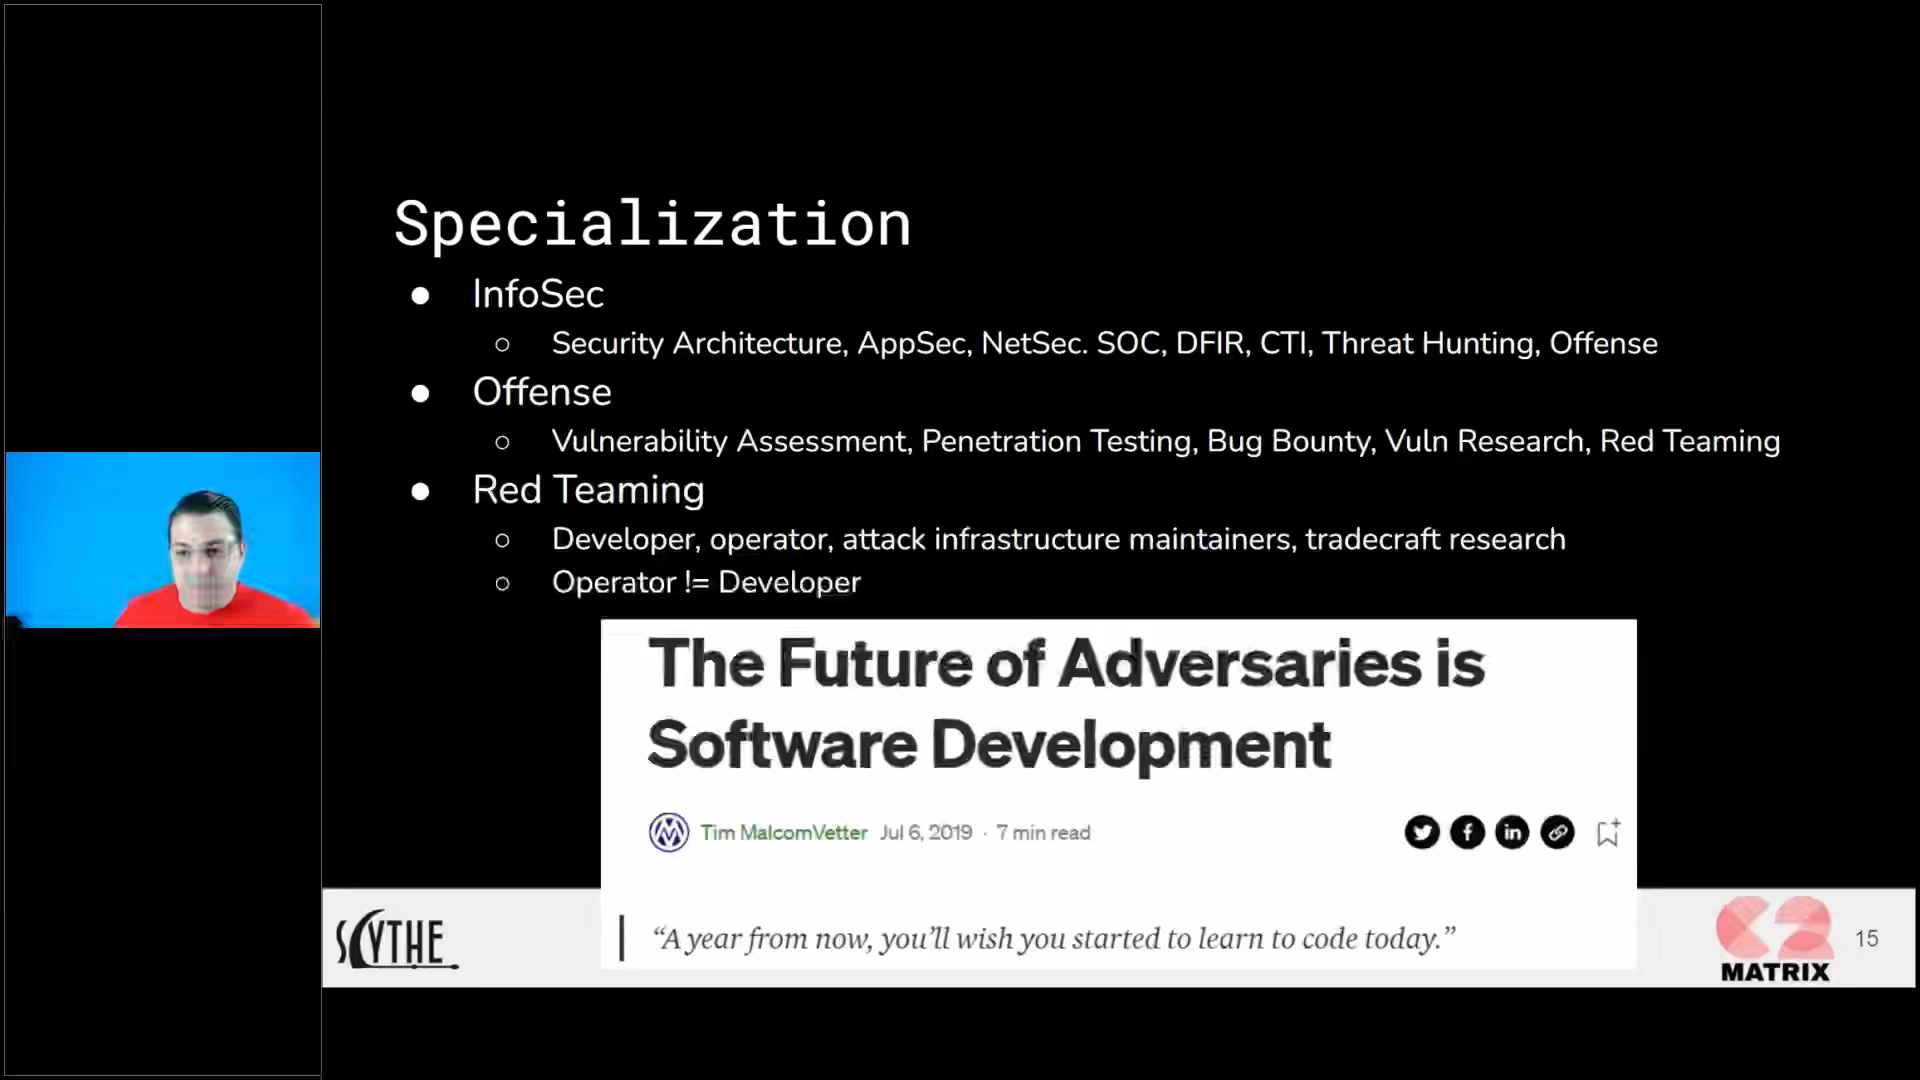 Specialization
● InfoSec
○ Security Architecture, AppSec, NetSec. SOC, DFIR, CTI, Threat Hunting, Offense
● Offense
○ Vulnerability Assessment, Penetration Testing, Bug Bounty, Vuln Research, Red Teaming
● Red Teaming
○ Developer, operator, attack infrastructure maintainers, tradecraft research
○ Operator != Developer
The Future of Adversaries is
Software Development
Tim MalcomVetter Jul 6, 2019 · 7 min read
“A year from now, you’ll wish you started to learn to code today.”
SCYTHE
C2
MATRIX
15